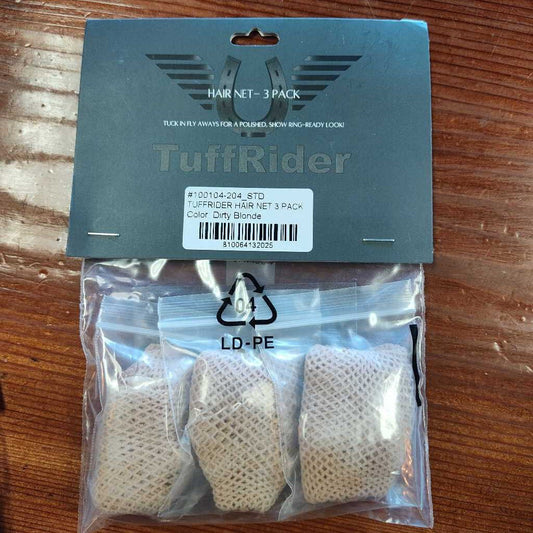 HAIR NET- 3 PACK
TUCK IN FLY AWAYS FOR A POLISHED, SHOW RING-READY LOOK!
TuffRider
#100104-204_STD
TUFFRIDER HAIR NET 3 PACK
Color Dirty Blonde
810064132025
04
LD-PE